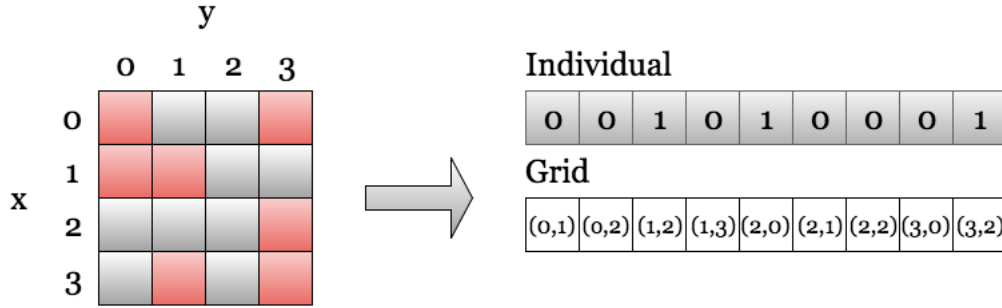 y
0 1 2 3
0
1
x
2
3
Individual
0 0 1 0 1 0 0 0 1
Grid
(0,1) (0,2) (1,2) (1,3) (2,0) (2,1) (2,2) (3,0) (3,2)